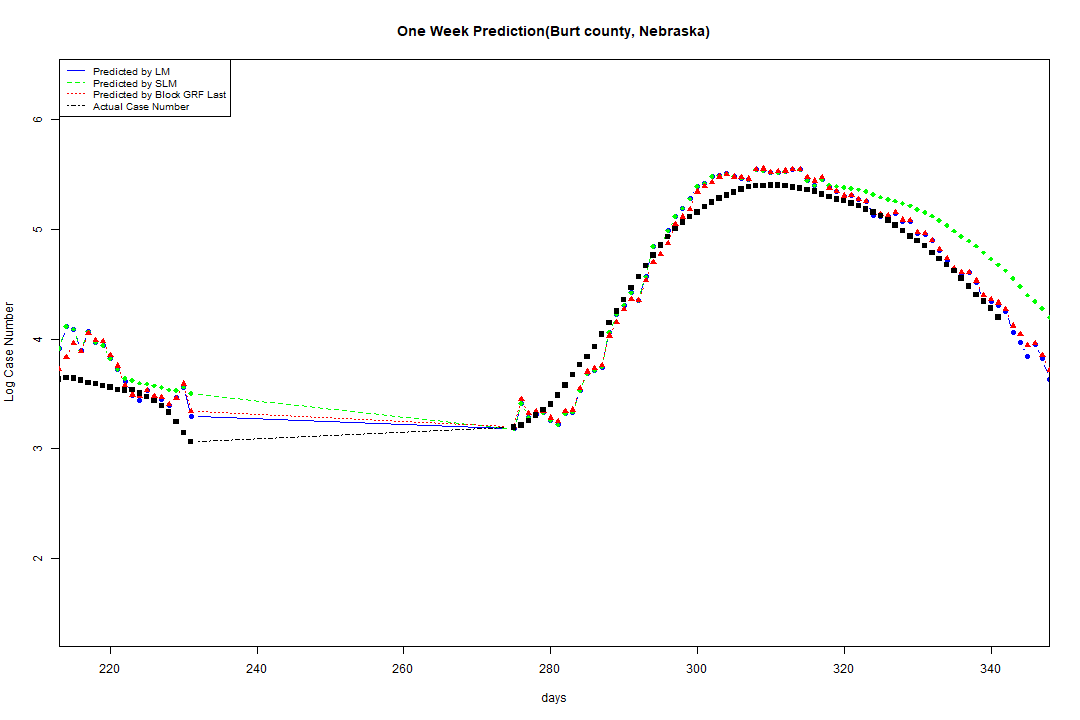 One Week Prediction(Burt county, Nebraska)
Predicted by LM
Predicted by SLM
Predicted by Block GRF Last
Actual Case Number
Log Case Number
6
5
4
3
2
220 240 260 280 300 320 340
days